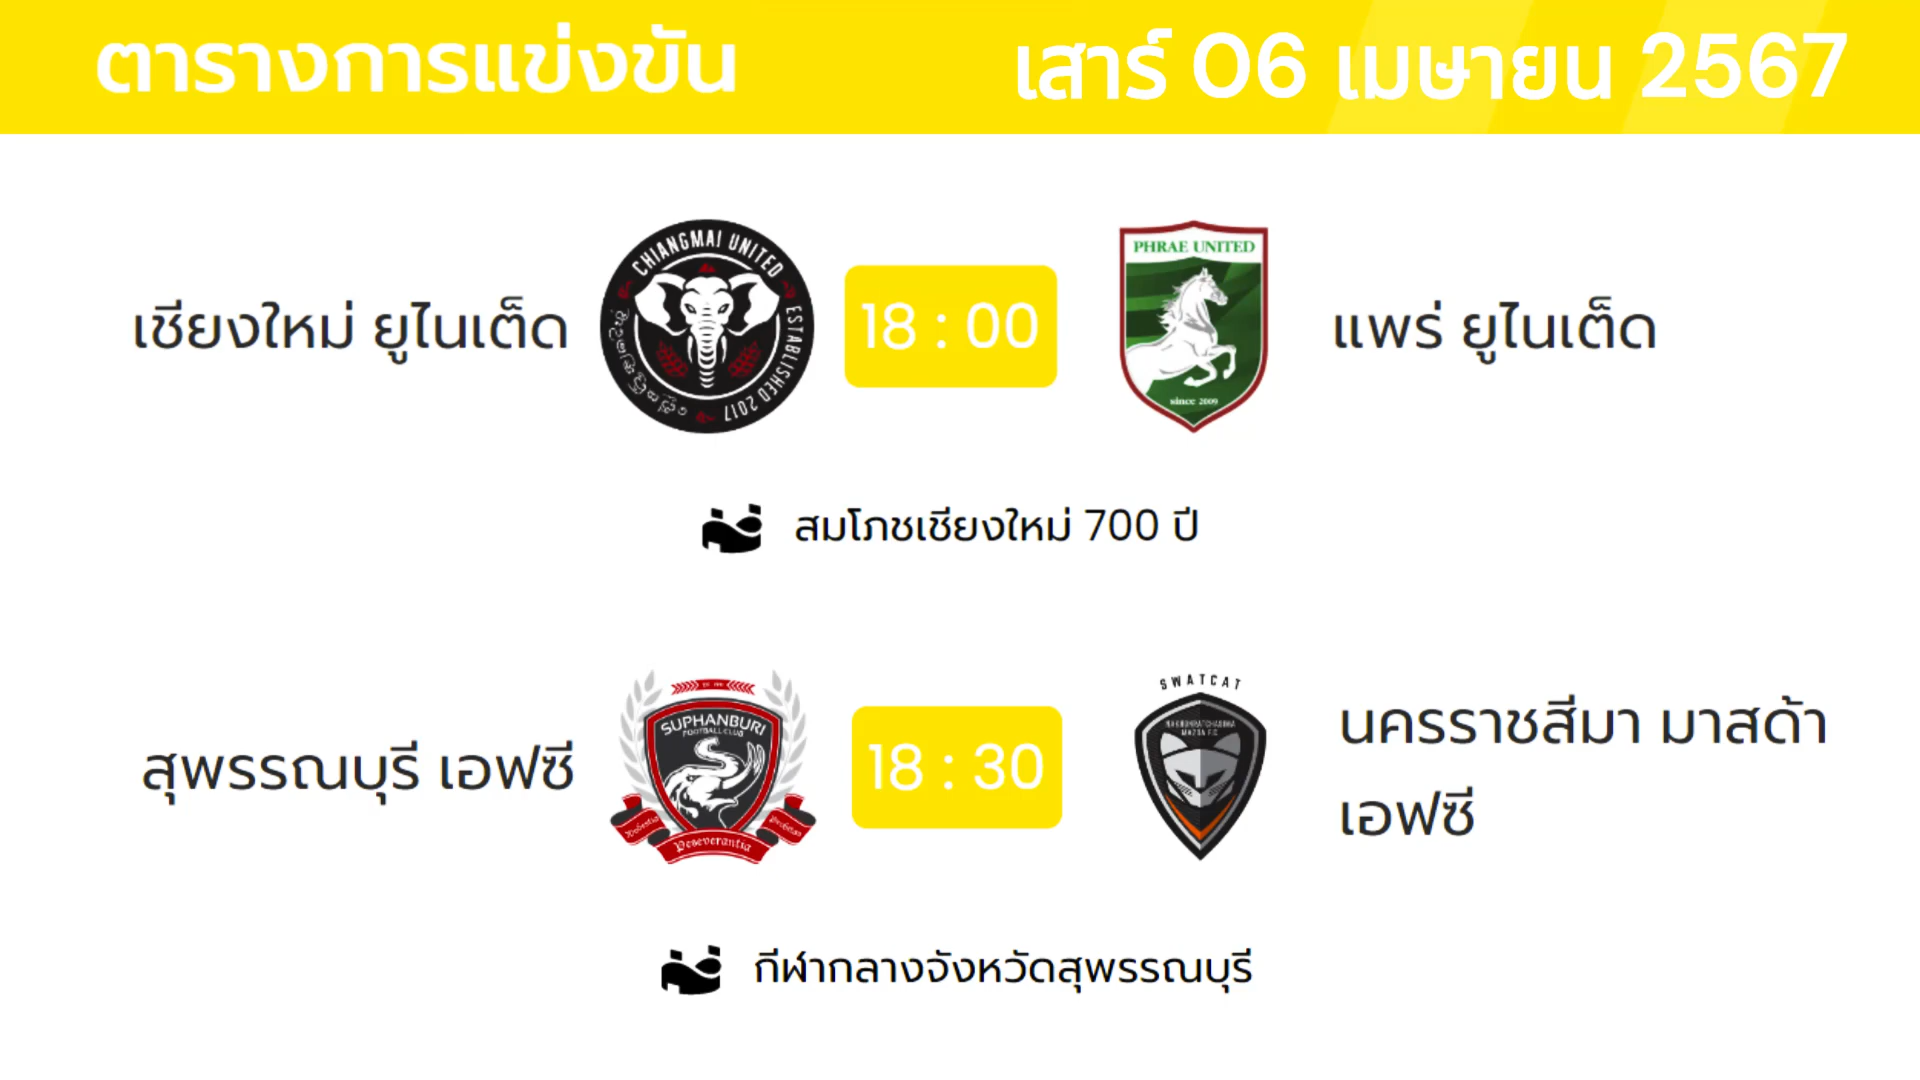 ตารางการแข่งขัน
เสาร์ 06 เมษายน 2567
เชียงใหม่ ยูไนเต็ด
CHIANGMAI UNITED
ESTABLISHED 2017
18 : 00
PHRAE UNITED
since 2009
แพร่ ยูไนเต็ด
สมโภชเชียงใหม่ 700 ปี
สุพรรณบุรี เอฟซี
SUPHANBURI
FOOTBALL CLUB
Peseverantia
18 : 30
SWATCAT
NAKHONRATCHASIMA
MAZDA F.C.
นครราชสีมา มาสด้า
เอฟซี
กีฬากลางจังหวัดสุพรรณบุรี